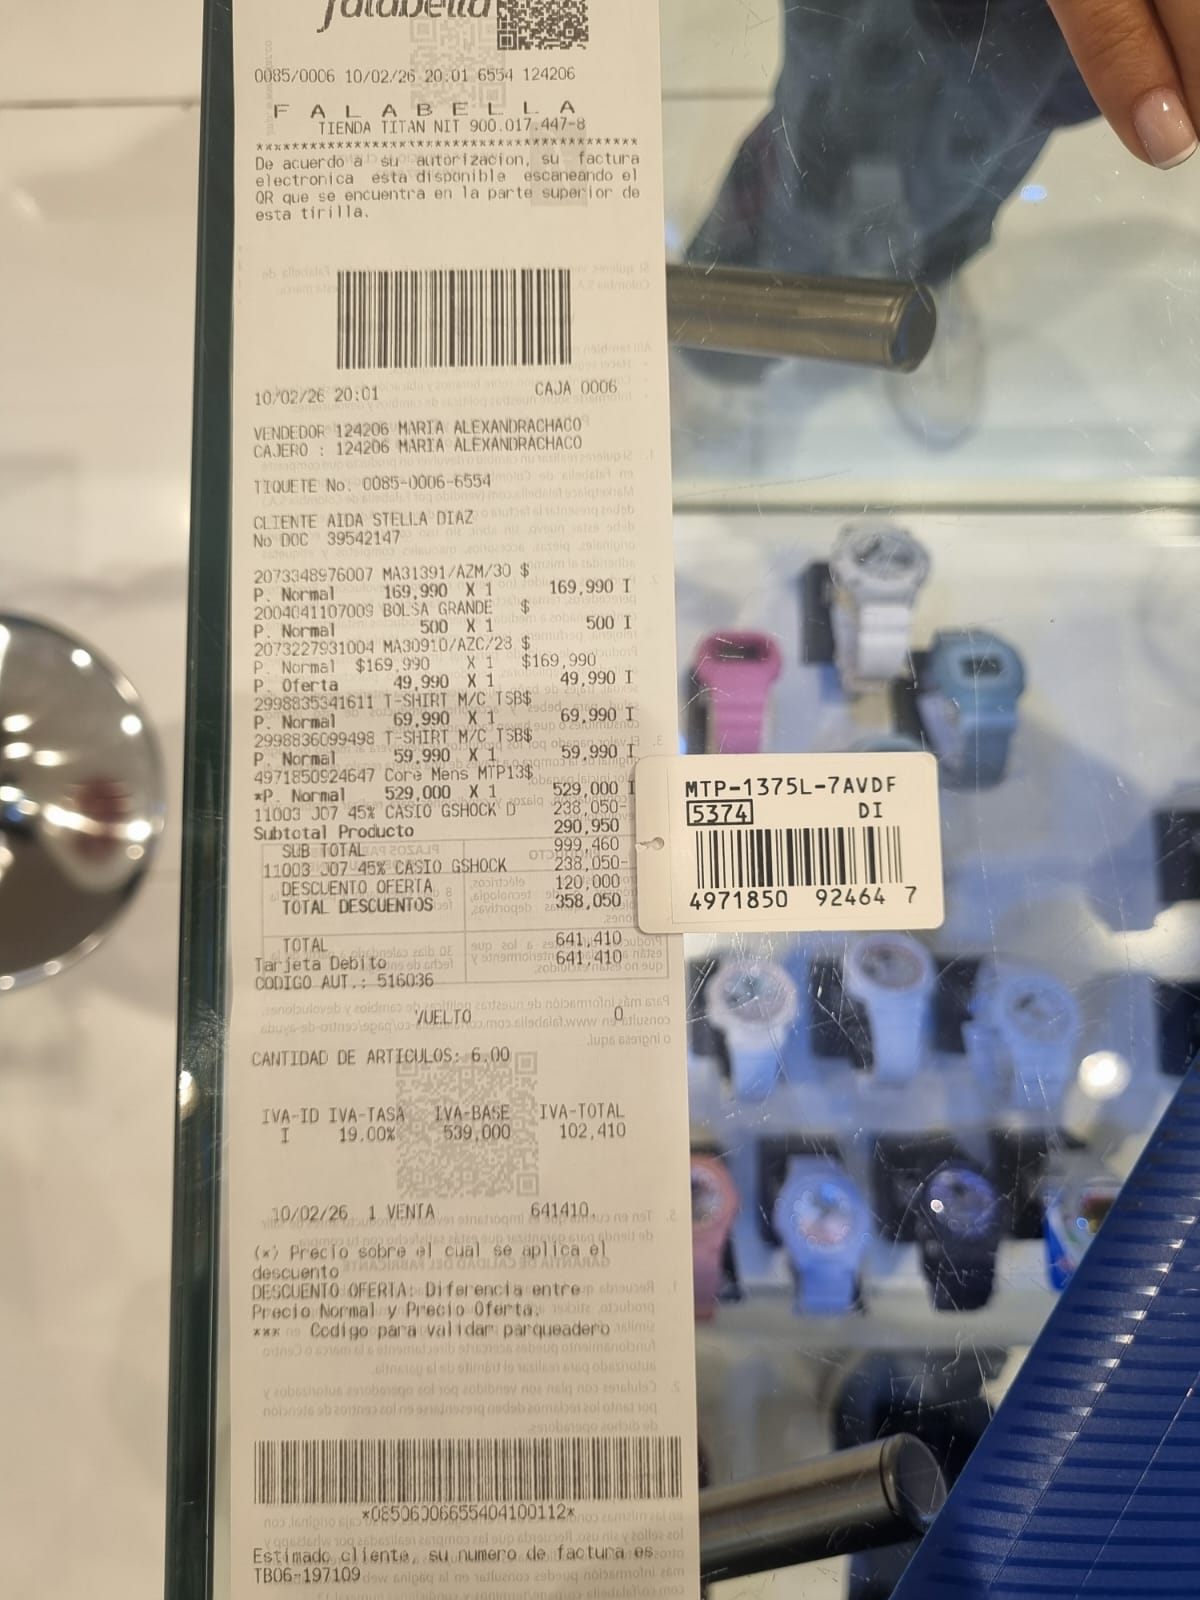 falabella
0085/0006 10/02/26 20:01 6554 124206
F A L A B E L L A
TIENDA TITAN NIT 900.017.447-8
****************************************
De acuerdo a su autorizacion, su factura
electronica esta disponible escaneando el
QR que se encuentra en la parte superior de
esta tirilla.
10/02/26 20:01 CAJA 0006
VENDEDOR 124206 MARIA ALEXANDRACHACO
CAJERO : 124206 MARIA ALEXANDRACHACO
TIQUETE No. 0085-0006-6554
CLIENTE AIDA STELLA DIAZ
No DOC 39542147
2073348976007 MA31391/AZM/30 $
P. Normal 169,990 X 1 169,990 I
2004041107009 BOLSA GRANDE $
P. Normal 500 X 1 500 I
2073227931004 MA30910/AZC/28 $
P. Normal $169,990 X 1 $169,990
P. Oferta 49,990 X 1 49,990 I
2998835341611 T-SHIRT M/C TSB$
P. Normal 69,990 X 1 69,990 I
2998836099498 T-SHIRT M/C TSB$
P. Normal 59,990 X 1 59,990 I
4971850924647 Core Mens MTP13$
*P. Normal 529,000 X 1 529,000 I
11003 J07 45% CASIO GSHOCK D 238,050-
Subtotal Producto 290,950
SUB TOTAL 999,460
11003 J07 45% CASIO GSHOCK 238,050-
DESCUENTO OFERTA 120,000
TOTAL DESCUENTOS 358,050
TOTAL 641,410
Tarjeta Debito 641,410
CODIGO AUT.: 516036
VUELTO 0
CANTIDAD DE ARTICULOS: 6.00
IVA-ID IVA-TASA IVA-BASE IVA-TOTAL
I 19.00% 539,000 102,410
10/02/26 1 VENTA 641410.
(*) Precio sobre el cual se aplica el
descuento
DESCUENTO OFERTA: Diferencia entre
Precio Normal y Precio Oferta.
*** Codigo para validar parqueadero
*08506006655404100112*
Estimado cliente, su numero de factura es
TB06-197109
MTP-1375L-7AVDF
5374 DI
4971850 92464 7